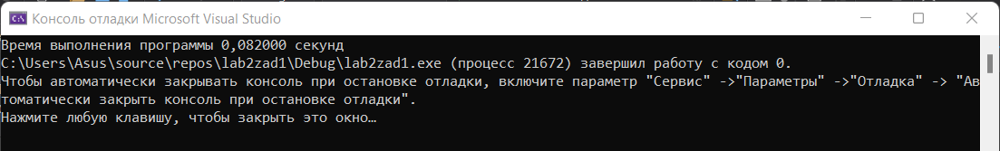 Консоль отладки Microsoft Visual Studio
Время выполнения программы 0,082000 секунд
C:\Users\Asus\source\repos\lab2zad1\Debug\lab2zad1.exe (процесс 21672) завершил работу с кодом 0.
Чтобы автоматически закрывать консоль при остановке отладки, включите параметр "Сервис" ->"Параметры" ->"Отладка" -> "Ав
томатически закрыть консоль при остановке отладки".
Нажмите любую клавишу, чтобы закрыть это окно…